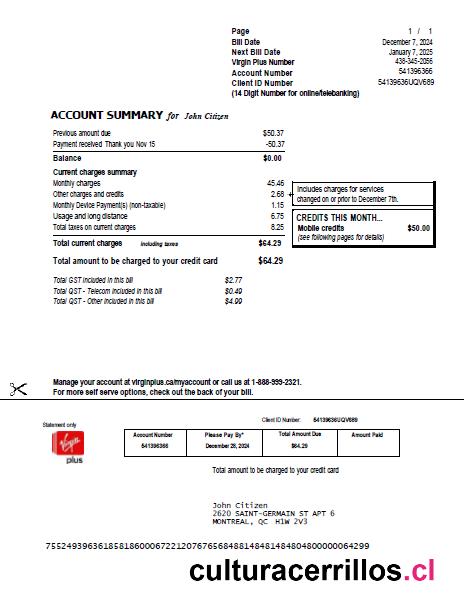 Page 1 / 1
Bill Date December 7, 2024
Next Bill Date January 7, 2025
Virgin Plus Number 438-345-2056
Account Number 541396366
Client ID Number 54139636UQV689
(14 Digit Number for online/telebanking)
ACCOUNT SUMMARY for John Citizen
Previous amount due $50.37
Payment received Thank you Nov 15 -50.37
Balance $0.00
Current charges summary
Monthly charges 45.46
Other charges and credits 2.68
Monthly Device Payment(s) (non-taxable) 1.15
Usage and long distance 6.75
Total taxes on current charges 8.25
Total current charges including taxes $64.29
Total amount to be charged to your credit card $64.29
Includes charges for services
changed on or prior to December 7th.
CREDITS THIS MONTH...
Mobile credits $50.00
(see following pages for details)
Total GST included in this bill $2.77
Total QST - Telecom included in this bill $0.49
Total QST - Other included in this bill $4.99
Manage your account at virginplus.ca/myaccount or call us at 1-888-999-2321.
For more self serve options, check out the back of your bill.
Statement only
Virgin
plus
Client ID Number: 54139636UQV689
Account Number Please Pay By* Total Amount Due Amount Paid
541396366 December 28, 2024 $64.29
Total amount to be charged to your credit card
John Citizen
2620 SAINT-GERMAIN ST APT 6
MONTREAL, QC H1W 2V3
culturacerrillos.cl